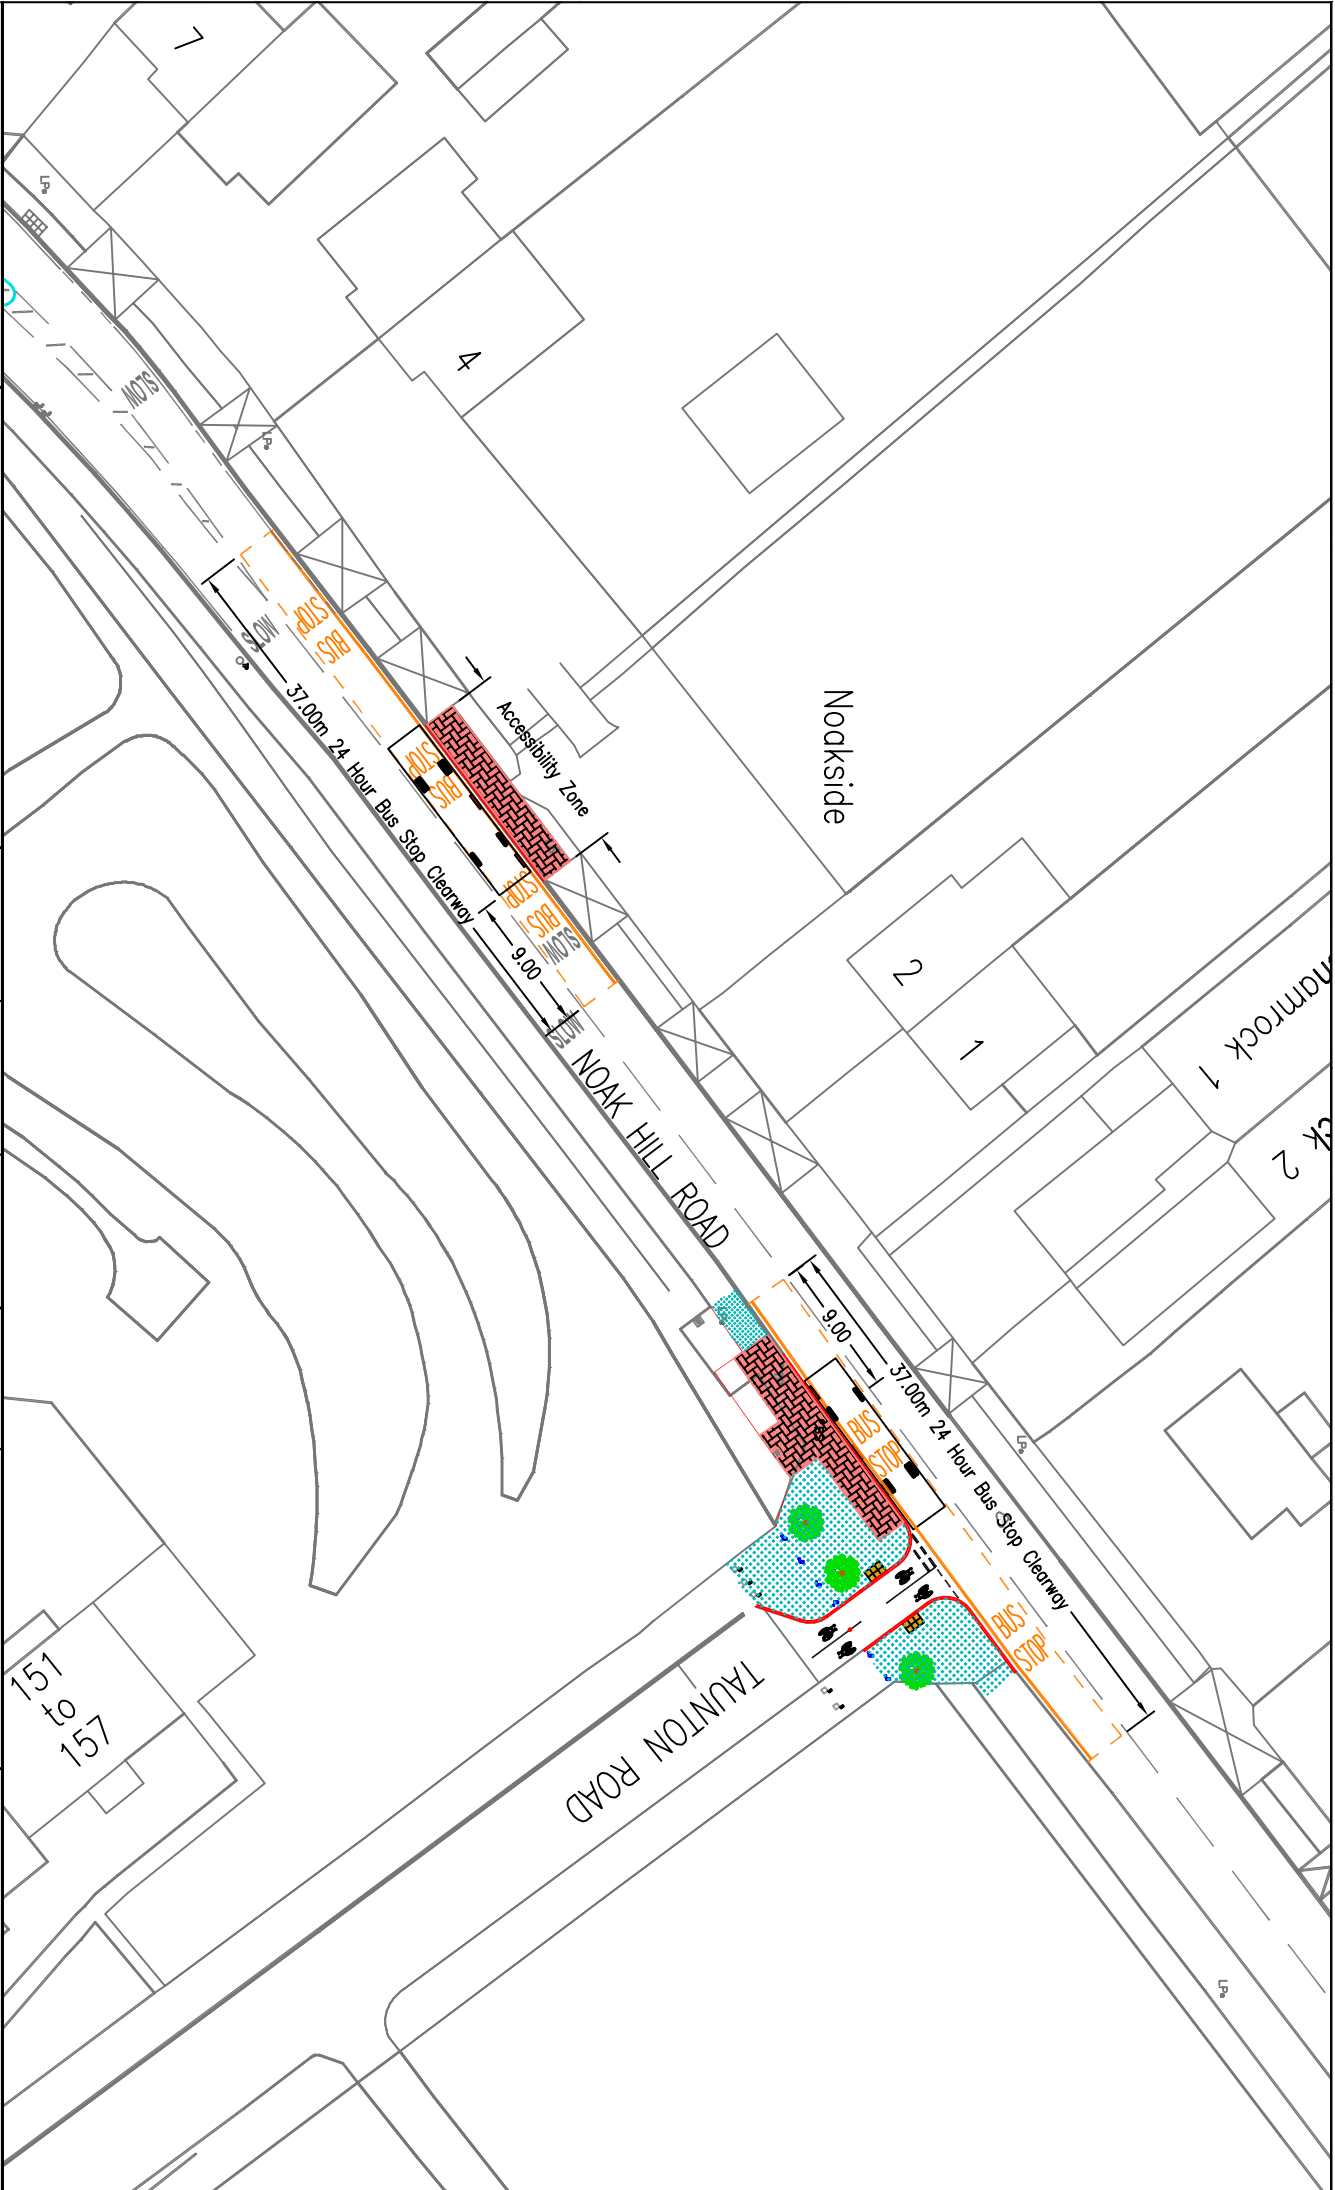 7
LP
SLOW
LP
4
STOP
BUS
SLOW
37.00m 24 Hour Bus Stop Clearway
Accessibility Zone
Noakside
STOP
BUS
STOP
BUS
SLOW
9.00
SLOW
2
1
1
2
NOAK HILL ROAD
9.00
37.00m 24 Hour Bus Stop Clearway
BUS
STOP
LP
BUS
STOP
151
to
157
TAUNTON ROAD
LP